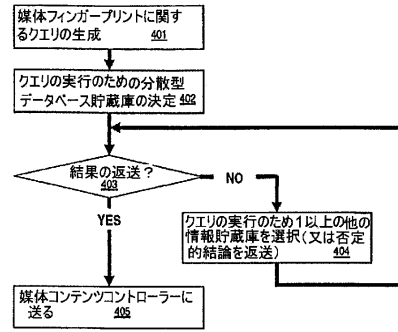 媒体フィンガープリントに関す
るクエリの生成 401
クエリの実行のための分散型
データベース貯蔵庫の決定 402
結果の返送?
403
NO
YES
クエリの実行のため1以上の他の
情報貯蔵庫を選択(又は否定
的結論を返送) 404
媒体コンテンツコントローラーに
送る 405